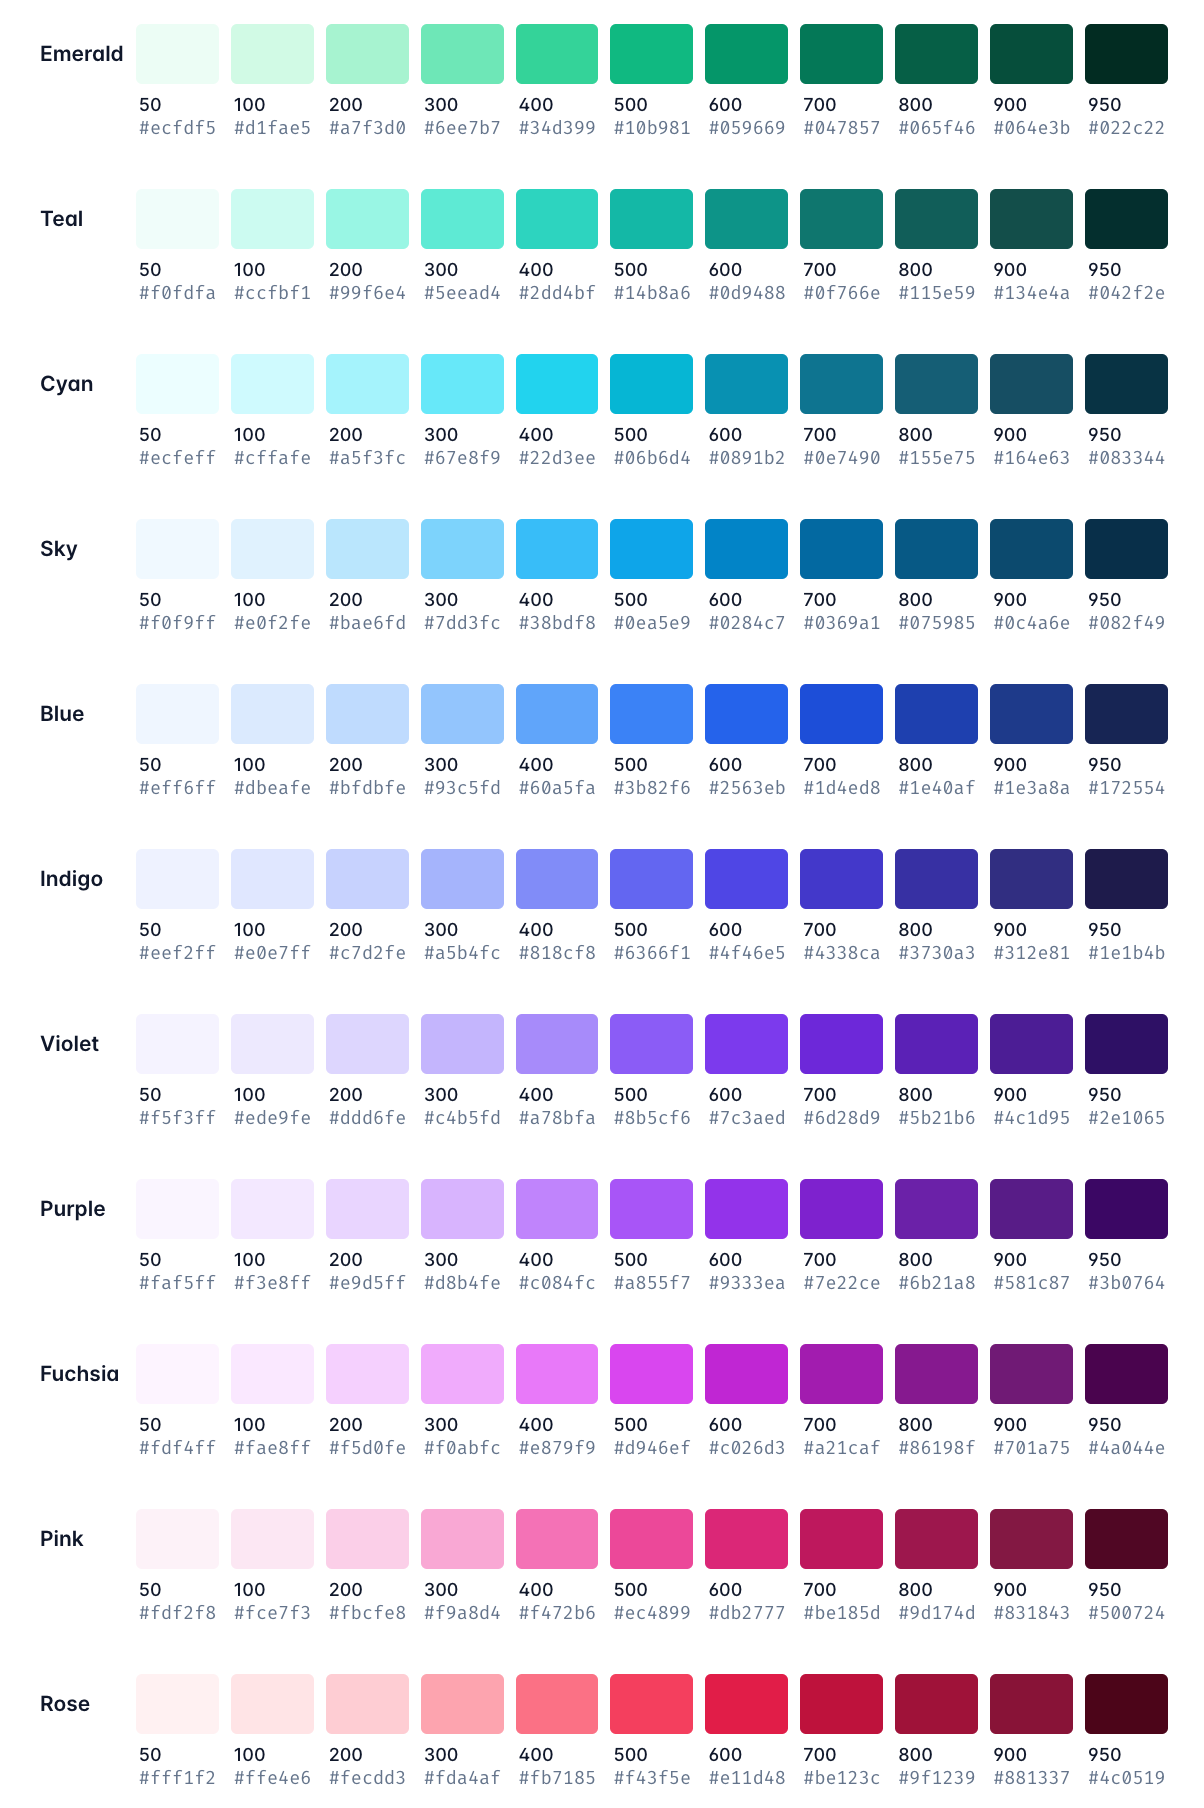 Emerald
50 100 200 300 400 500 600 700 800 900 950
#ecfdf5 #d1fae5 #a7f3d0 #6ee7b7 #34d399 #10b981 #059669 #047857 #065f46 #064e3b #022c22
Teal
50 100 200 300 400 500 600 700 800 900 950
#f0fdfa #ccfbf1 #99f6e4 #5eead4 #2dd4bf #14b8a6 #0d9488 #0f766e #115e59 #134e4a #042f2e
Cyan
50 100 200 300 400 500 600 700 800 900 950
#ecfeff #cffafe #a5f3fc #67e8f9 #22d3ee #06b6d4 #0891b2 #0e7490 #155e75 #164e63 #083344
Sky
50 100 200 300 400 500 600 700 800 900 950
#f0f9ff #e0f2fe #bae6fd #7dd3fc #38bdf8 #0ea5e9 #0284c7 #0369a1 #075985 #0c4a6e #082f49
Blue
50 100 200 300 400 500 600 700 800 900 950
#eff6ff #dbeafe #bfdbfe #93c5fd #60a5fa #3b82f6 #2563eb #1d4ed8 #1e40af #1e3a8a #172554
Indigo
50 100 200 300 400 500 600 700 800 900 950
#eef2ff #e0e7ff #c7d2fe #a5b4fc #818cf8 #6366f1 #4f46e5 #4338ca #3730a3 #312e81 #1e1b4b
Violet
50 100 200 300 400 500 600 700 800 900 950
#f5f3ff #ede9fe #ddd6fe #c4b5fd #a78bfa #8b5cf6 #7c3aed #6d28d9 #5b21b6 #4c1d95 #2e1065
Purple
50 100 200 300 400 500 600 700 800 900 950
#faf5ff #f3e8ff #e9d5ff #d8b4fe #c084fc #a855f7 #9333ea #7e22ce #6b21a8 #581c87 #3b0764
Fuchsia
50 100 200 300 400 500 600 700 800 900 950
#fdf4ff #fae8ff #f5d0fe #f0abfc #e879f9 #d946ef #c026d3 #a21caf #86198f #701a75 #4a044e
Pink
50 100 200 300 400 500 600 700 800 900 950
#fdf2f8 #fce7f3 #fbcfe8 #f9a8d4 #f472b6 #ec4899 #db2777 #be185d #9d174d #831843 #500724
Rose
50 100 200 300 400 500 600 700 800 900 950
#fff1f2 #ffe4e6 #fecdd3 #fda4af #fb7185 #f43f5e #e11d48 #be123c #9f1239 #881337 #4c0519